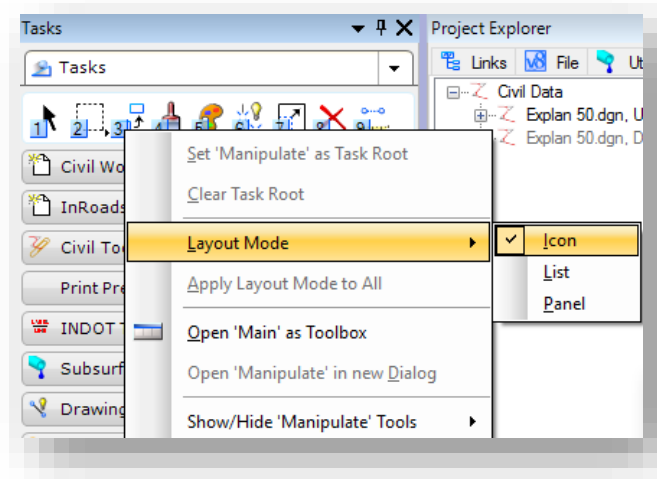 Tasks
Project Explorer
Tasks
Links File
Civil Data
Explan 50.dgn, U
Explan 50.dgn, D
1 2 3 4 5 6 7 8 9
Set 'Manipulate' as Task Root
Clear Task Root
Layout Mode
Apply Layout Mode to All
Open 'Main' as Toolbox
Open 'Manipulate' in new Dialog
Show/Hide 'Manipulate' Tools
Icon
List
Panel
Civil Wo
InRoads
Civil Too
Print Pre
INDOT
Subsurf
Drawing